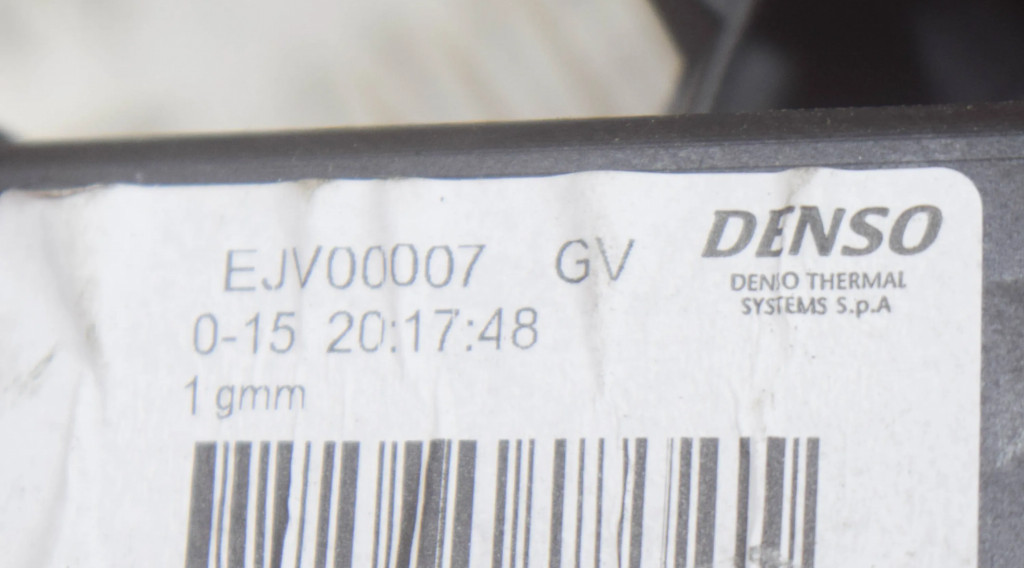 EJV00007 GV
DENSO
DENSO THERMAL
SYSTEMS S.p.A
0-15 20:17:48
1 gmm